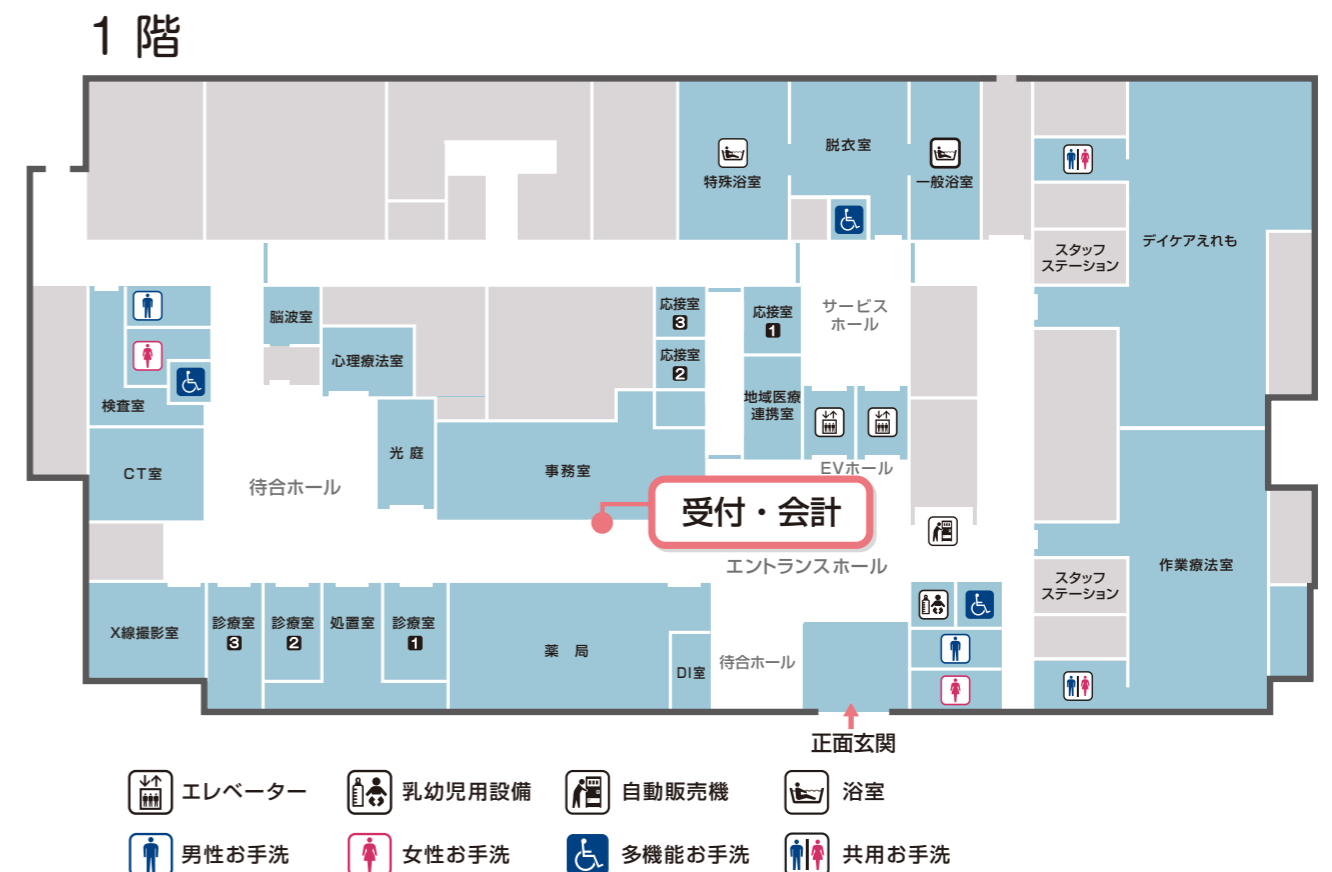 1 階
特殊浴室
脱衣室
一般浴室
スタッフ
ステーション
デイケアえれも
脳波室
心理療法室
応接室
3
応接室
2
応接室
1
サービス
ホール
地域医療
連携室
検査室
CT室
待合ホール
光 庭
事務室
EVホール
受付・会計
エントランスホール
スタッフ
ステーション
作業療法室
X線撮影室
診療室
3
診療室
2
処置室
診療室
1
薬 局
DI室
待合ホール
正面玄関
エレベーター
乳幼児用設備
自動販売機
浴室
男性お手洗
女性お手洗
多機能お手洗
共用お手洗